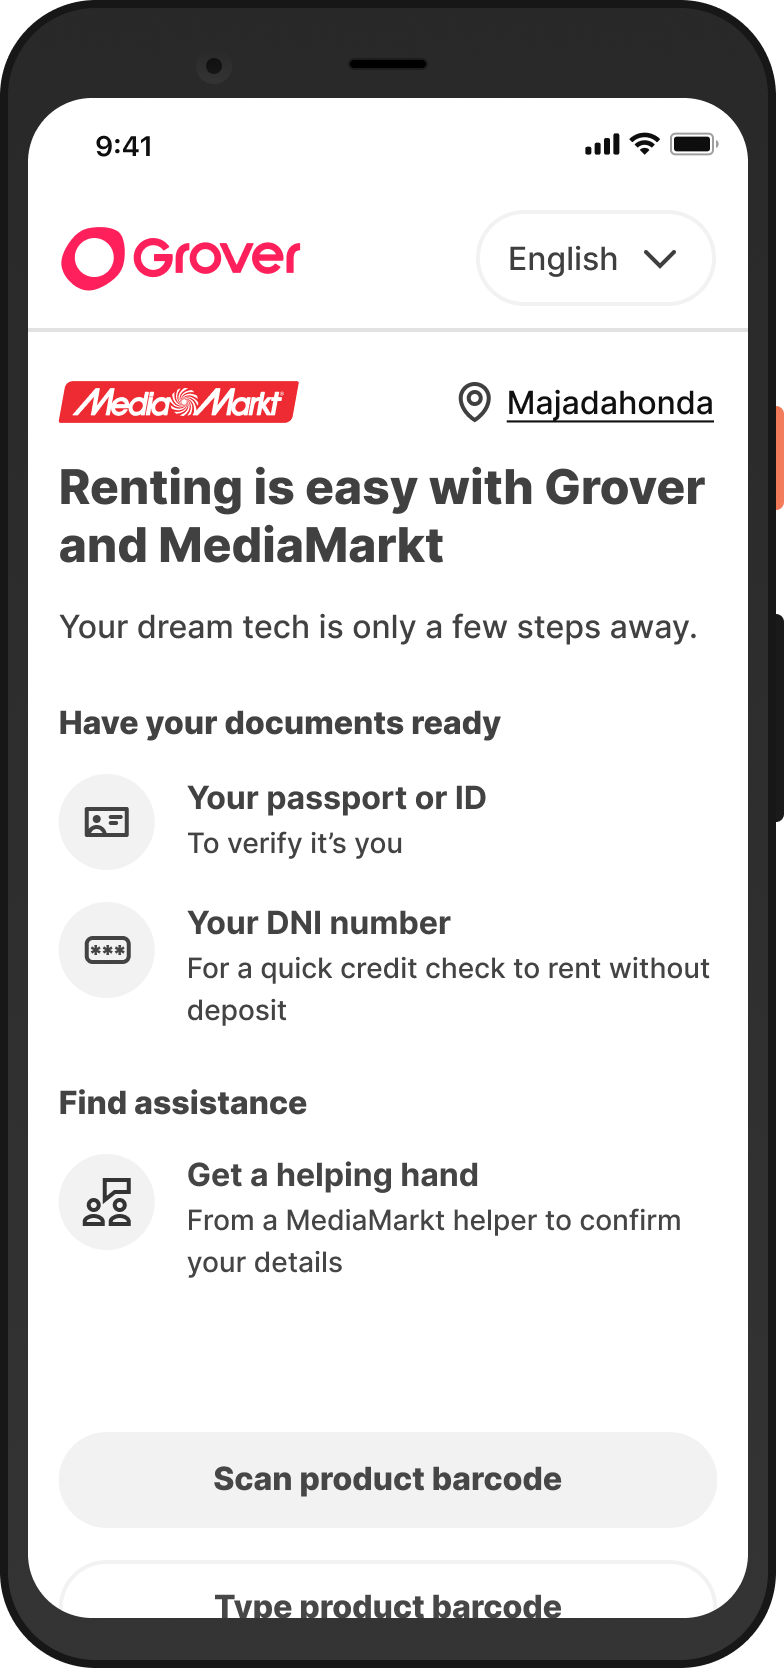 9:41
Grover
English
MediaMarkt
Majadahonda
Renting is easy with Grover
and MediaMarkt
Your dream tech is only a few steps away.
Have your documents ready
Your passport or ID
To verify it’s you
***
Your DNI number
For a quick credit check to rent without
deposit
Find assistance
Get a helping hand
From a MediaMarkt helper to confirm
your details
Scan product barcode
Type product barcode